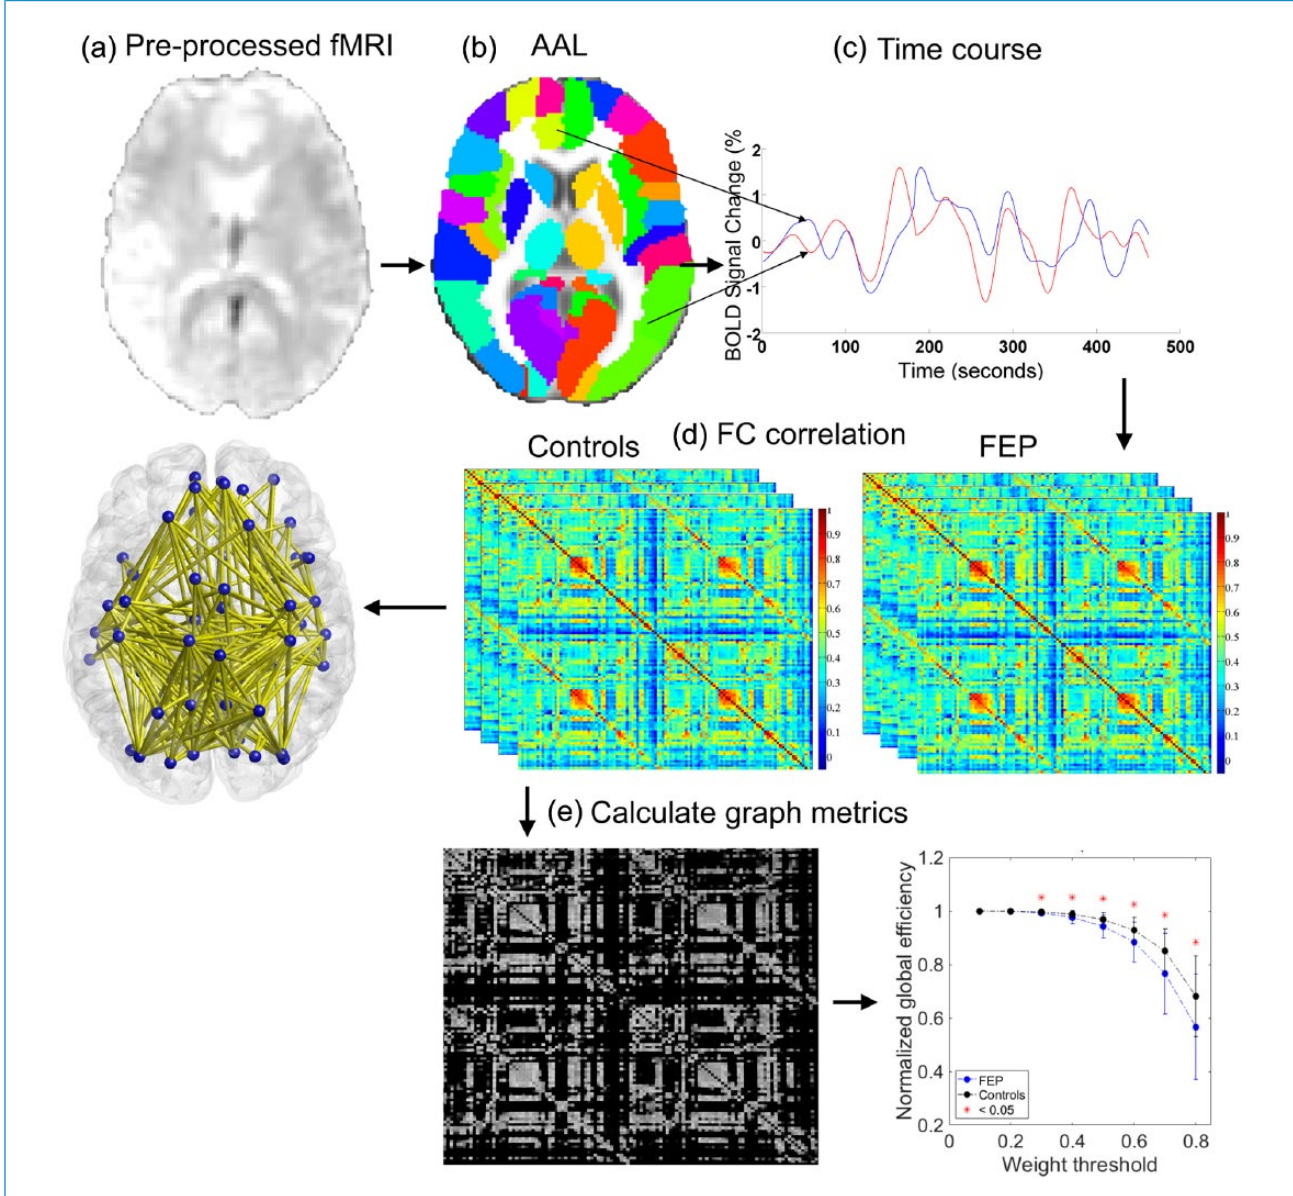 (a) Pre-processed fMRI
(b) AAL
(c) Time course
BOLD Signal Change (%
2
1
0
-1
-2
0 100 200 300 400 500
Time (seconds)
(d) FC correlation
Controls
FEP
1
0.9
0.8
0.7
0.6
0.5
0.4
0.3
0.2
0.1
0
1
0.9
0.8
0.7
0.6
0.5
0.4
0.3
0.2
0.1
0
(e) Calculate graph metrics
Normalized global efficiency
1.2
1
0.8
0.6
0.4
0.2
FEP
Controls
* < 0.05
0 0.2 0.4 0.6 0.8
Weight threshold